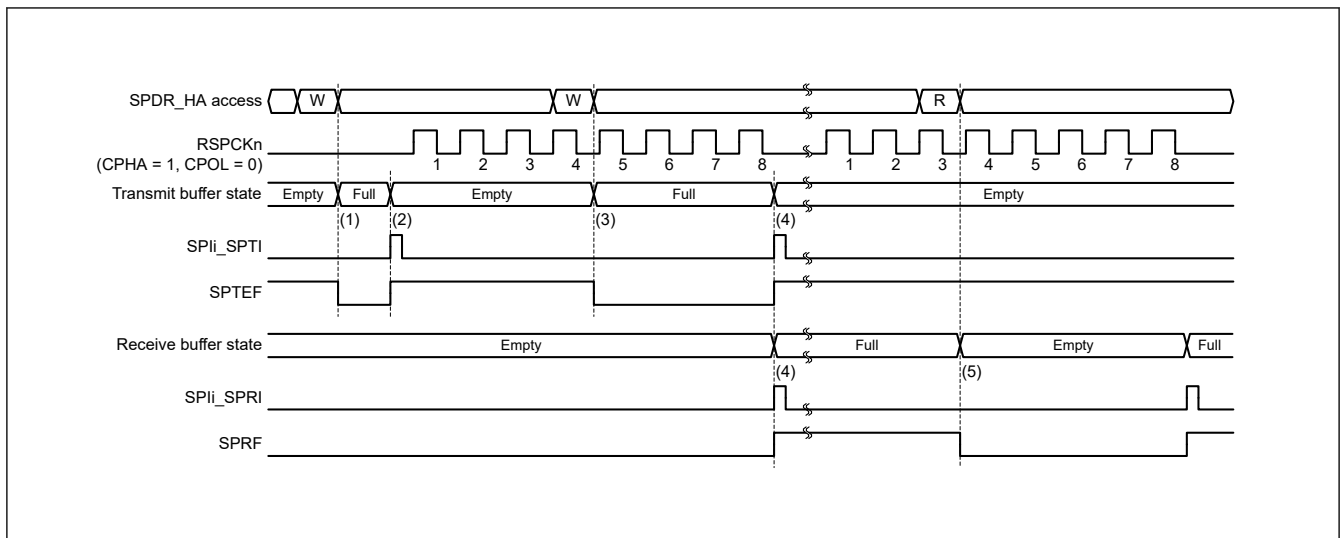 SPDR_HA access W W R
RSPCKn
(CPHA = 1, CPOL = 0)
1 2 3 4 5 6 7 8 1 2 3 4 5 6 7 8
Transmit buffer state Empty Full Empty Full Empty
(1) (2) (3) (4)
SPIi_SPTI
SPTEF
Receive buffer state Empty Full Empty Full
(4) (5)
SPIi_SPRI
SPRF